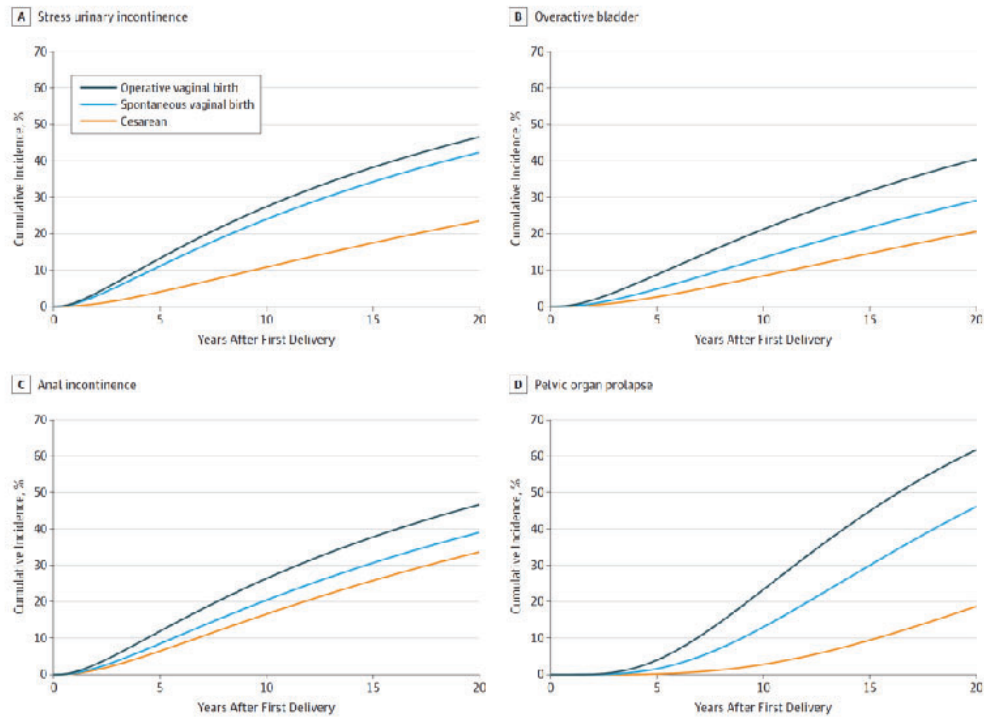 A Stress urinary incontinence
70
60
50
40
30
20
10
0
Cumulative Incidence, %
Operative vaginal birth
Spontaneous vaginal birth
Cesarean
0 5 10 15 20
Years After First Delivery
B Overactive bladder
70
60
50
40
30
20
10
0
Cumulative Incidence, %
0 5 10 15 20
Years After First Delivery
C Anal incontinence
70
60
50
40
30
20
10
0
Cumulative Incidence, %
0 5 10 15 20
Years After First Delivery
D Pelvic organ prolapse
70
60
50
40
30
20
10
0
Cumulative Incidence, %
0 5 10 15 20
Years After First Delivery